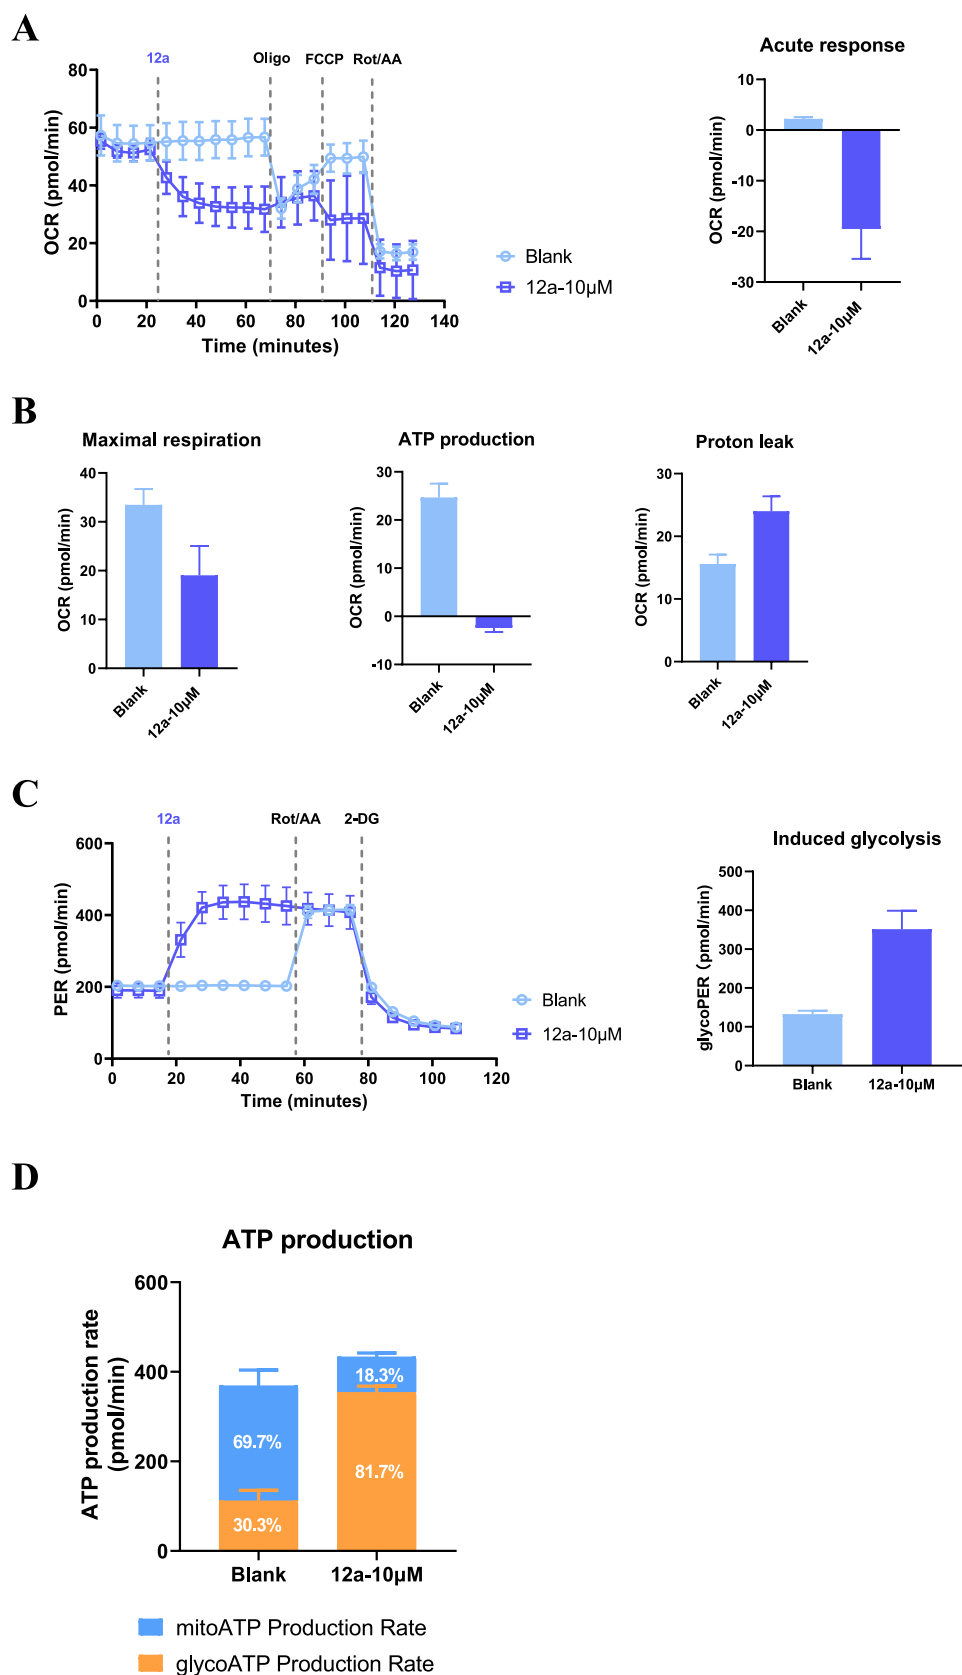 A
12a
Oligo
FCCP
Rot/AA
80
60
40
20
0
OCR (pmol/min)
0 20 40 60 80 100 120 140
Time (minutes)
Blank
12a-10μM
Acute response
10
0
-10
-20
-30
OCR (pmol/min)
Blank
12a-10μM
B
Maximal respiration
40
30
20
10
0
OCR (pmol/min)
Blank
12a-10μM
ATP production
30
20
10
0
-10
OCR (pmol/min)
Blank
12a-10μM
Proton leak
30
20
10
0
OCR (pmol/min)
Blank
12a-10μM
C
12a
Rot/AA
2-DG
600
400
200
0
PER (pmol/min)
0 20 40 60 80 100 120
Time (minutes)
Blank
12a-10μM
Induced glycolysis
500
400
300
200
100
0
glycoPER (pmol/min)
Blank
12a-10μM
D
ATP production
600
400
200
0
ATP production rate
(pmol/min)
69.7%
30.3%
18.3%
81.7%
Blank
12a-10μM
mitoATP Production Rate
glycoATP Production Rate